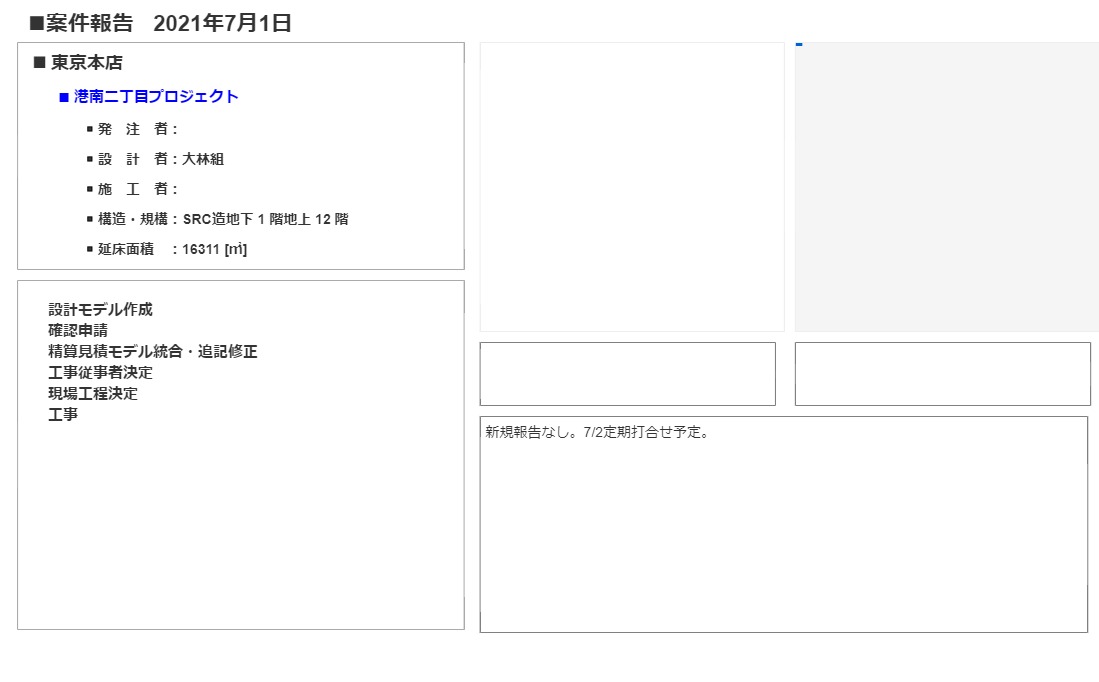 ■案件報告 2021年7月1日
■ 東京本店
■ 港南二丁目プロジェクト
▪ 発 注 者：
▪ 設 計 者：大林組
▪ 施 工 者：
▪ 構造・規構：SRC造地下 1 階地上 12 階
▪ 延床面積 ：16311 [㎡]
設計モデル作成
確認申請
精算見積モデル統合・追記修正
工事従事者決定
現場工程決定
工事
新規報告なし。7/2定期打合せ予定。